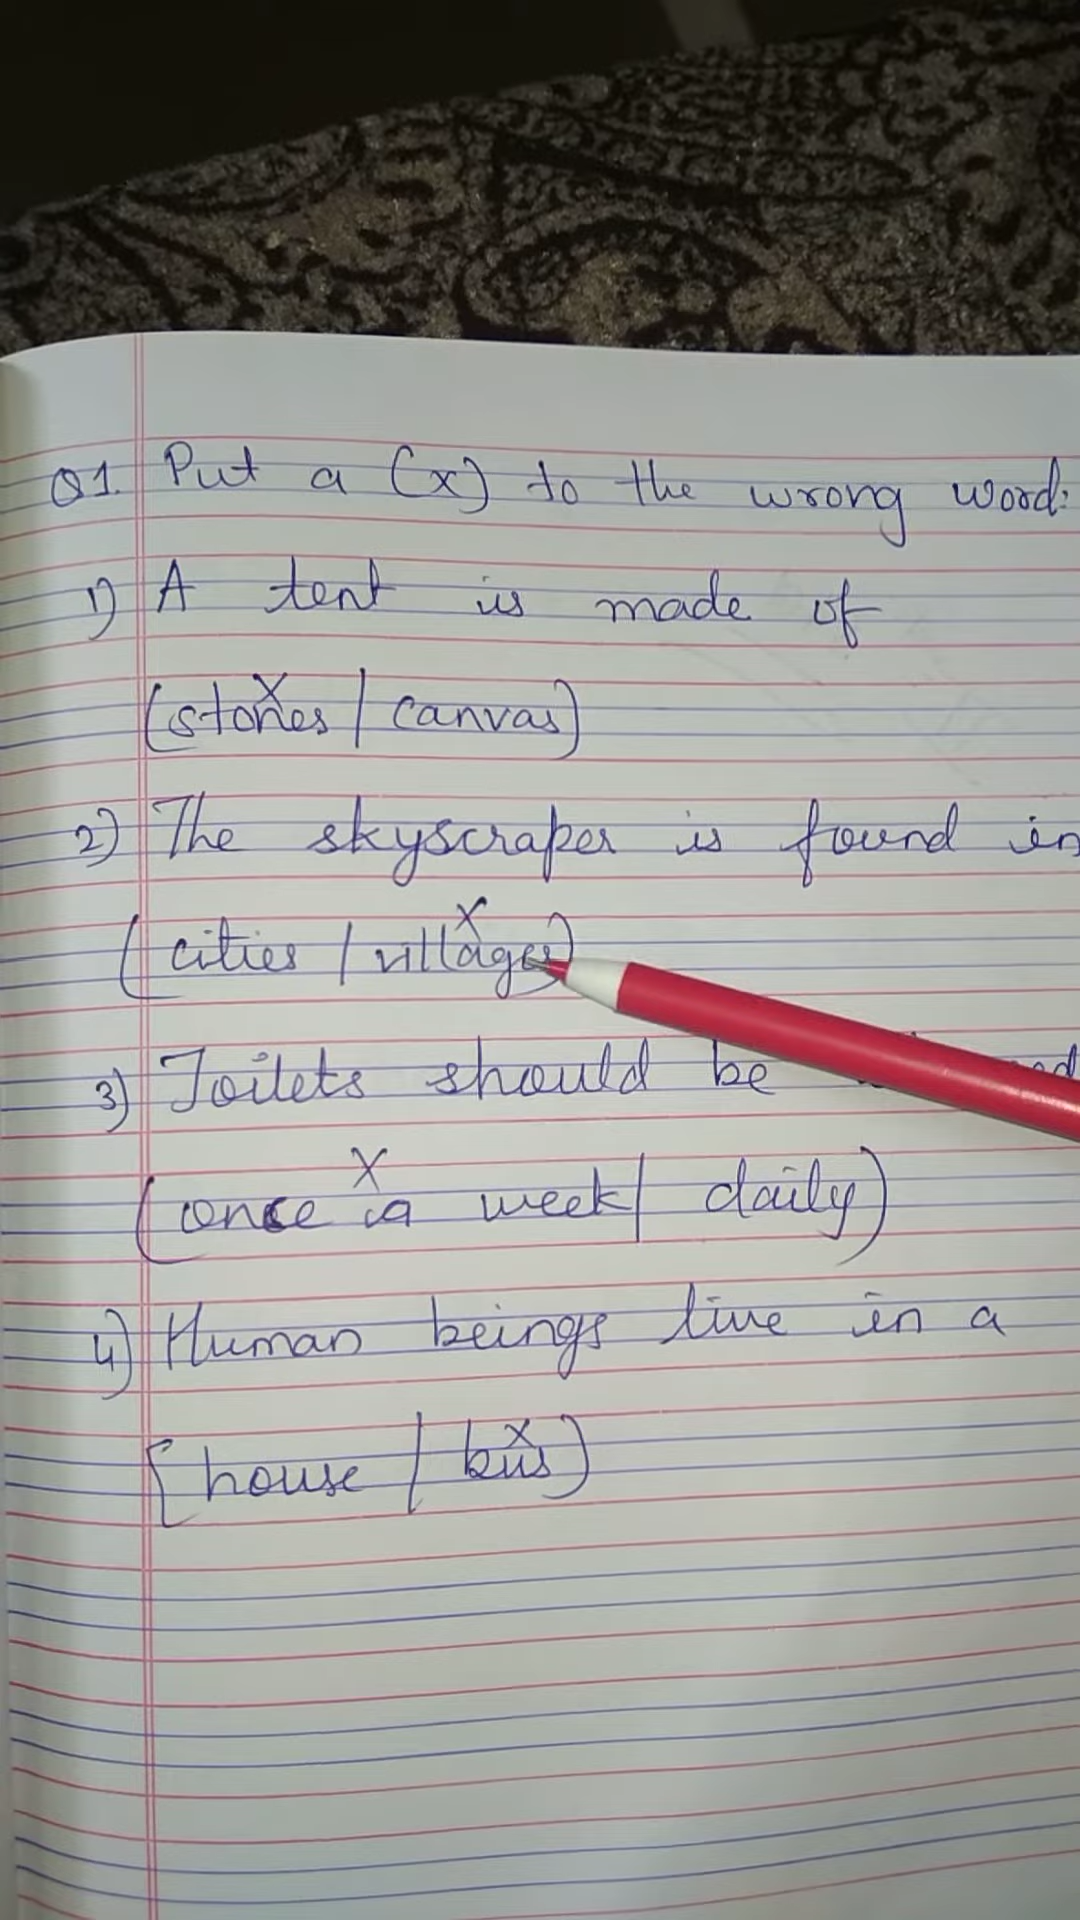 Q1. Put a (x) to the wrong word:
1) A tent is made of
(stones / canvas)
x
2) The skyscraper is found in
(cities / villages)
x
3) Toilets should be
(once a week / daily)
x
4) Human beings live in a
(house / bus)
x